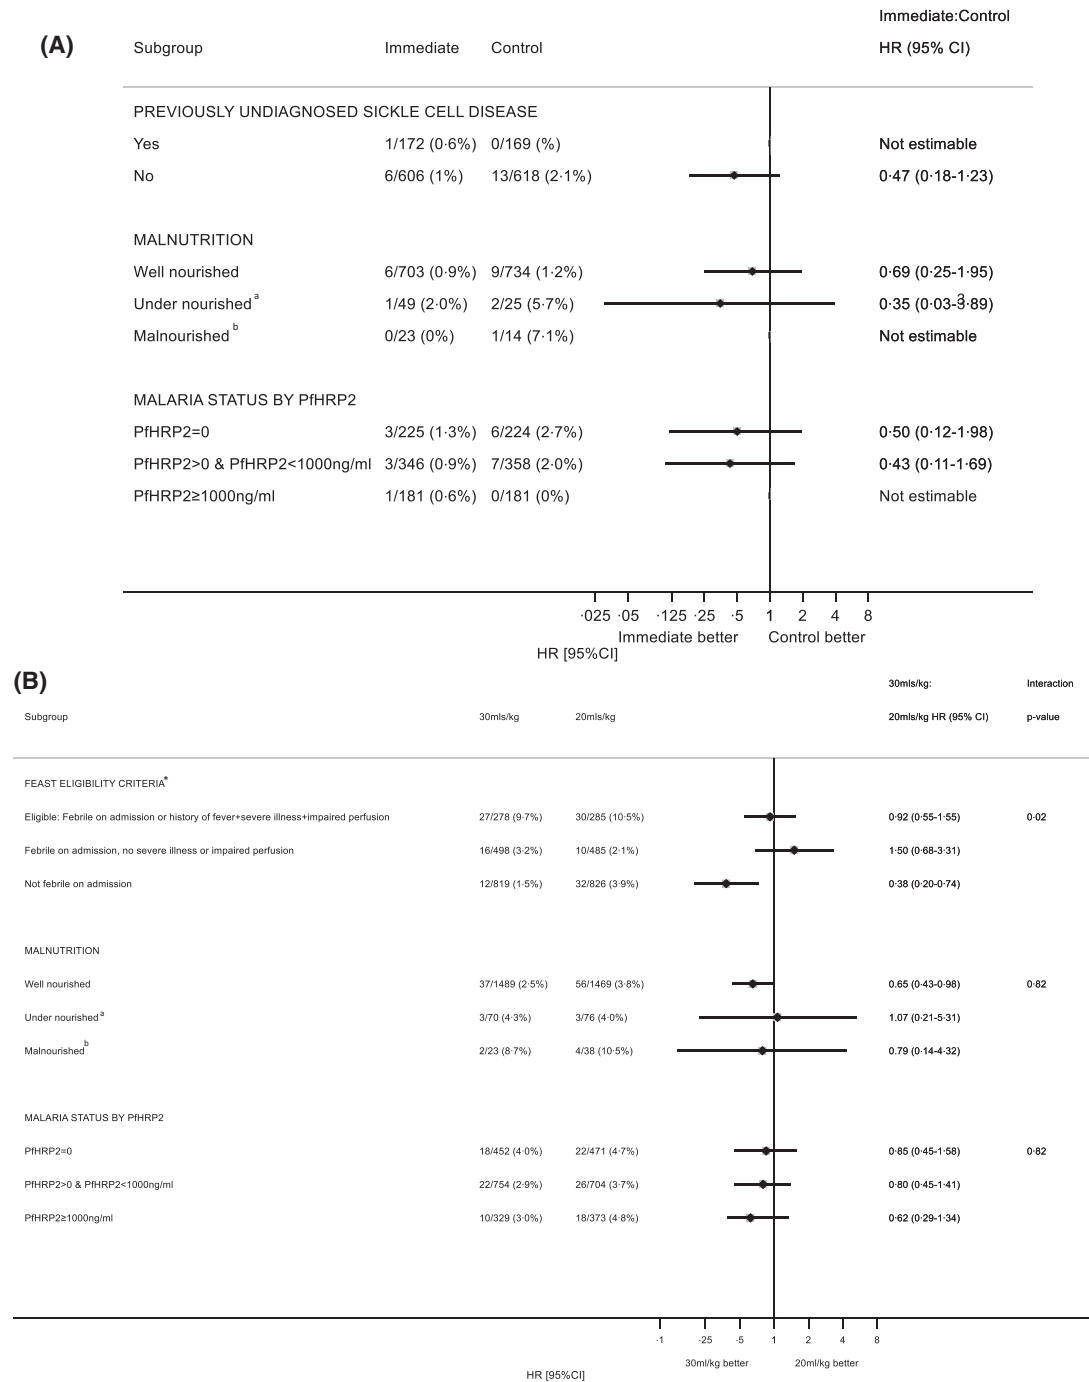 Immediate:Control
(A) Subgroup Immediate Control HR (95% CI)
PREVIOUSLY UNDIAGNOSED SICKLE CELL DISEASE
Yes 1/172 (0·6%) 0/169 (%) Not estimable
No 6/606 (1%) 13/618 (2·1%) 0·47 (0·18-1·23)
MALNUTRITION
Well nourished 6/703 (0·9%) 9/734 (1·2%) 0·69 (0·25-1·95)
Under nourished a 1/49 (2·0%) 2/25 (5·7%) 0·35 (0·03-3·89)
Malnourished b 0/23 (0%) 1/14 (7·1%) Not estimable
MALARIA STATUS BY PfHRP2
PfHRP2=0 3/225 (1·3%) 6/224 (2·7%) 0·50 (0·12-1·98)
PfHRP2>0 & PfHRP2<1000ng/ml 3/346 (0·9%) 7/358 (2·0%) 0·43 (0·11-1·69)
PfHRP2≥1000ng/ml 1/181 (0·6%) 0/181 (0%) Not estimable
·025 ·05 ·125 ·25 ·5 1 2 4 8
Immediate better Control better
HR [95%CI]
(B) 30mls/kg: Interaction
Subgroup 30mls/kg 20mls/kg 20mls/kg HR (95% CI) p-value
FEAST ELIGIBILITY CRITERIA*
Eligible: Febrile on admission or history of fever+severe illness+impaired perfusion 27/278 (9·7%) 30/285 (10·5%) 0·92 (0·55-1·55) 0·02
Febrile on admission, no severe illness or impaired perfusion 16/498 (3·2%) 10/485 (2·1%) 1·50 (0·68-3·31)
Not febrile on admission 12/819 (1·5%) 32/826 (3·9%) 0·38 (0·20-0·74)
MALNUTRITION
Well nourished 37/1489 (2·5%) 56/1469 (3·8%) 0·65 (0·43-0·98) 0·82
Under nourished a 3/70 (4·3%) 3/76 (4·0%) 1·07 (0·21-5·31)
Malnourished b 2/23 (8·7%) 4/38 (10·5%) 0·79 (0·14-4·32)
MALARIA STATUS BY PfHRP2
PfHRP2=0 18/452 (4·0%) 22/471 (4·7%) 0·85 (0·45-1·58) 0·82
PfHRP2>0 & PfHRP2<1000ng/ml 22/754 (2·9%) 26/704 (3·7%) 0·80 (0·45-1·41)
PfHRP2≥1000ng/ml 10/329 (3·0%) 18/373 (4·8%) 0·62 (0·29-1·34)
·1 ·25 ·5 1 2 4 8
30ml/kg better 20ml/kg better
HR [95%CI]